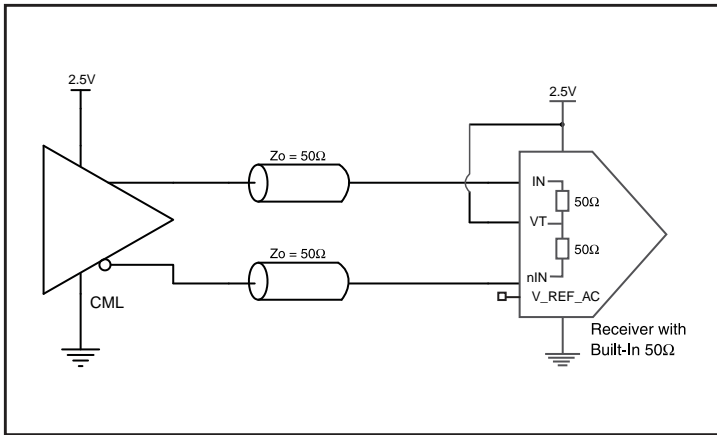 2.5V
2.5V
Zo = 50Ω
IN
50Ω
VT
50Ω
Zo = 50Ω
nIN
V_REF_AC
CML
Receiver with
Built-In 50Ω